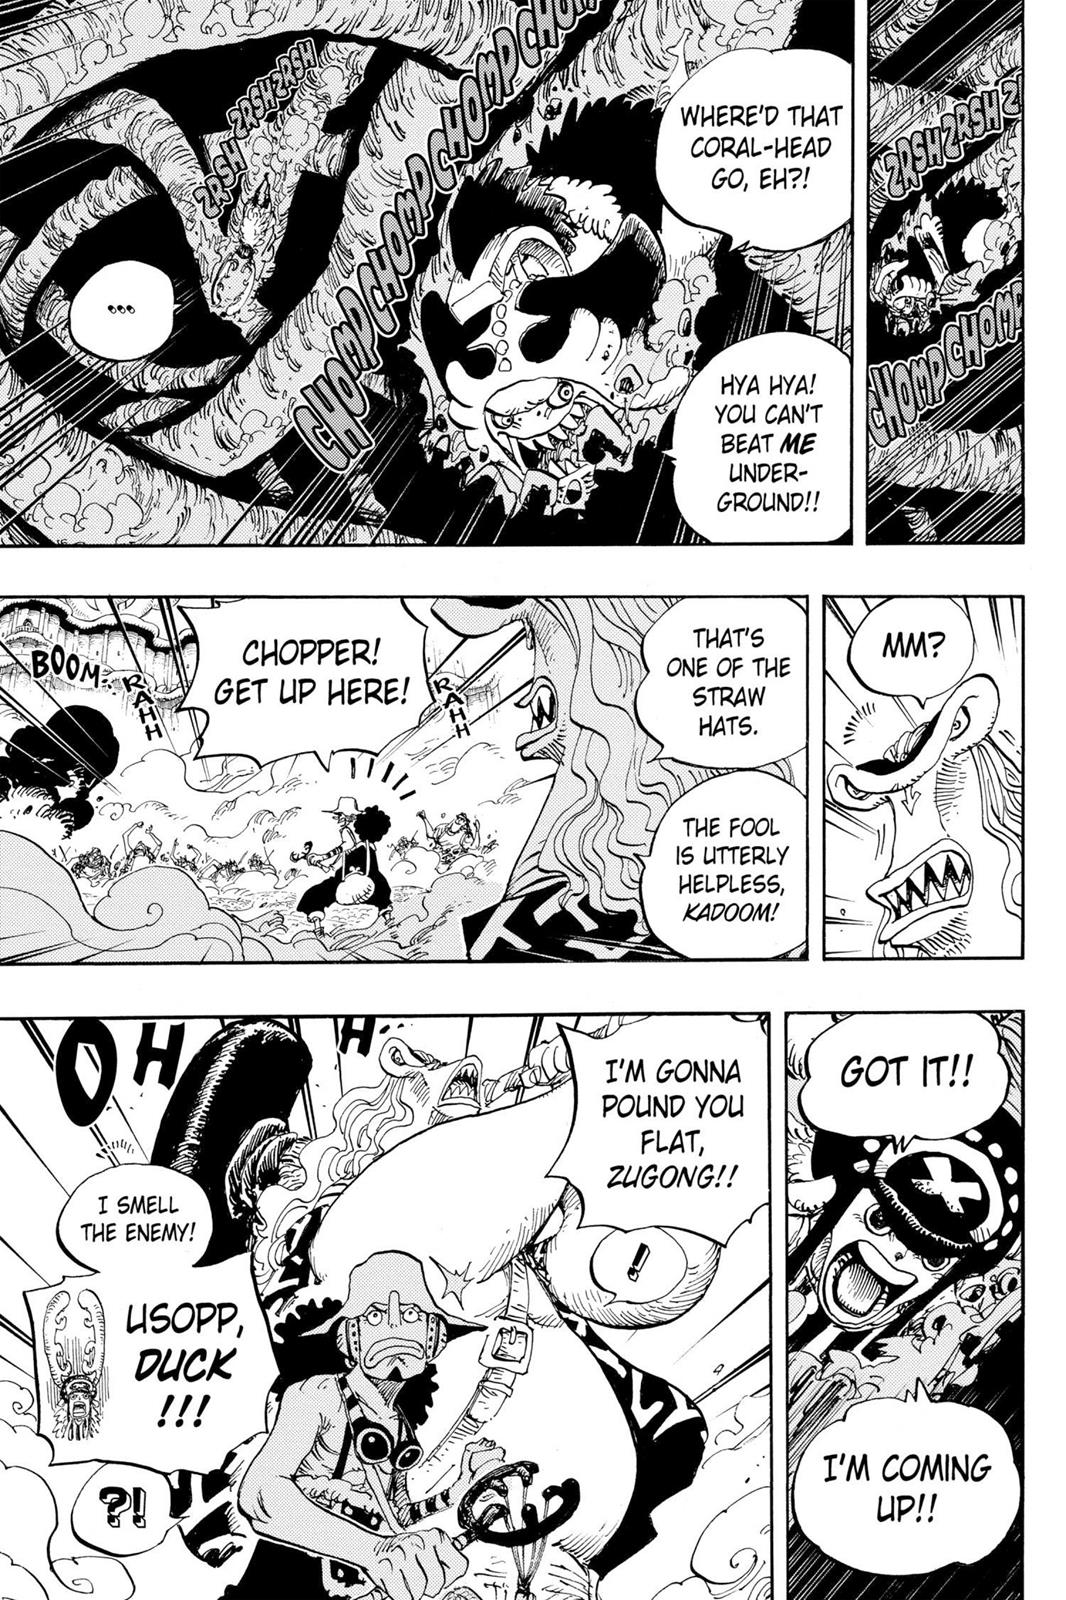 ZRSH ZRSH Z
CHOMP CHOMP
WHERE'D THAT
CORAL-HEAD
GO, EH?!
HYA HYA!
YOU CAN'T
BEAT ME
UNDER-
GROUND!!
CHOMP CHOMP CHOMP CHOMP CHOMP CHOM
ZRSH ZRSH ZRSH
...
MM?
THAT'S
ONE OF THE
STRAW
HATS.
THE FOOL
IS UTTERLY
HELPLESS,
KADOOM!
CHOPPER!
GET UP HERE!
RAHH
RAHH
BOOM
GOT IT!!
I'M COMING
UP!!
I'M GONNA
POUND YOU
FLAT,
ZUGONG!!
!
OHH
I SMELL
THE ENEMY!
USOPP,
DUCK
!!!
?!